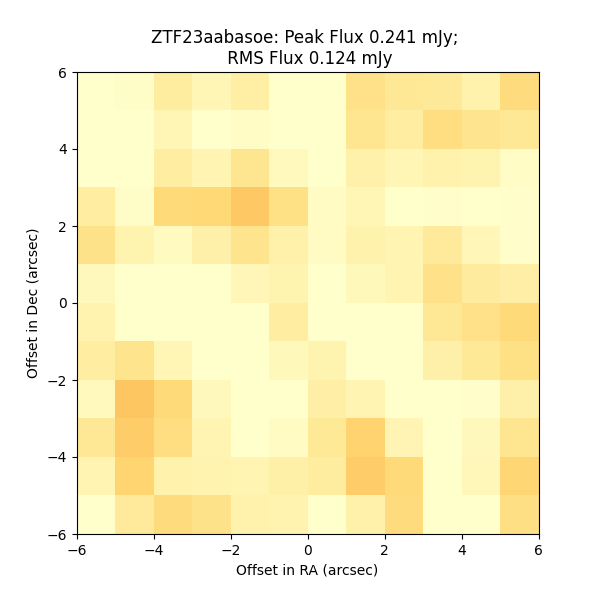 ZTF23aabasoe: Peak Flux 0.241 mJy;
RMS Flux 0.124 mJy
6
4
2
0
−2
−4
−6
Offset in Dec (arcsec)
−6 −4 −2 0 2 4 6
Offset in RA (arcsec)